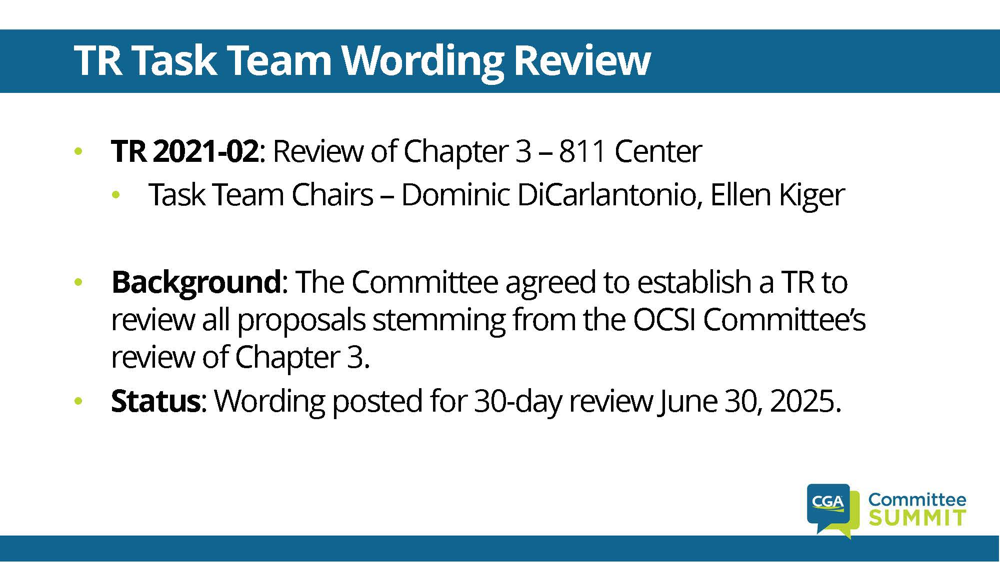 TR Task Team Wording Review
• TR 2021-02: Review of Chapter 3 – 811 Center
• Task Team Chairs – Dominic DiCarlantonio, Ellen Kiger
• Background: The Committee agreed to establish a TR to
review all proposals stemming from the OCSI Committee’s
review of Chapter 3.
• Status: Wording posted for 30-day review June 30, 2025.
CGA
Committee
SUMMIT